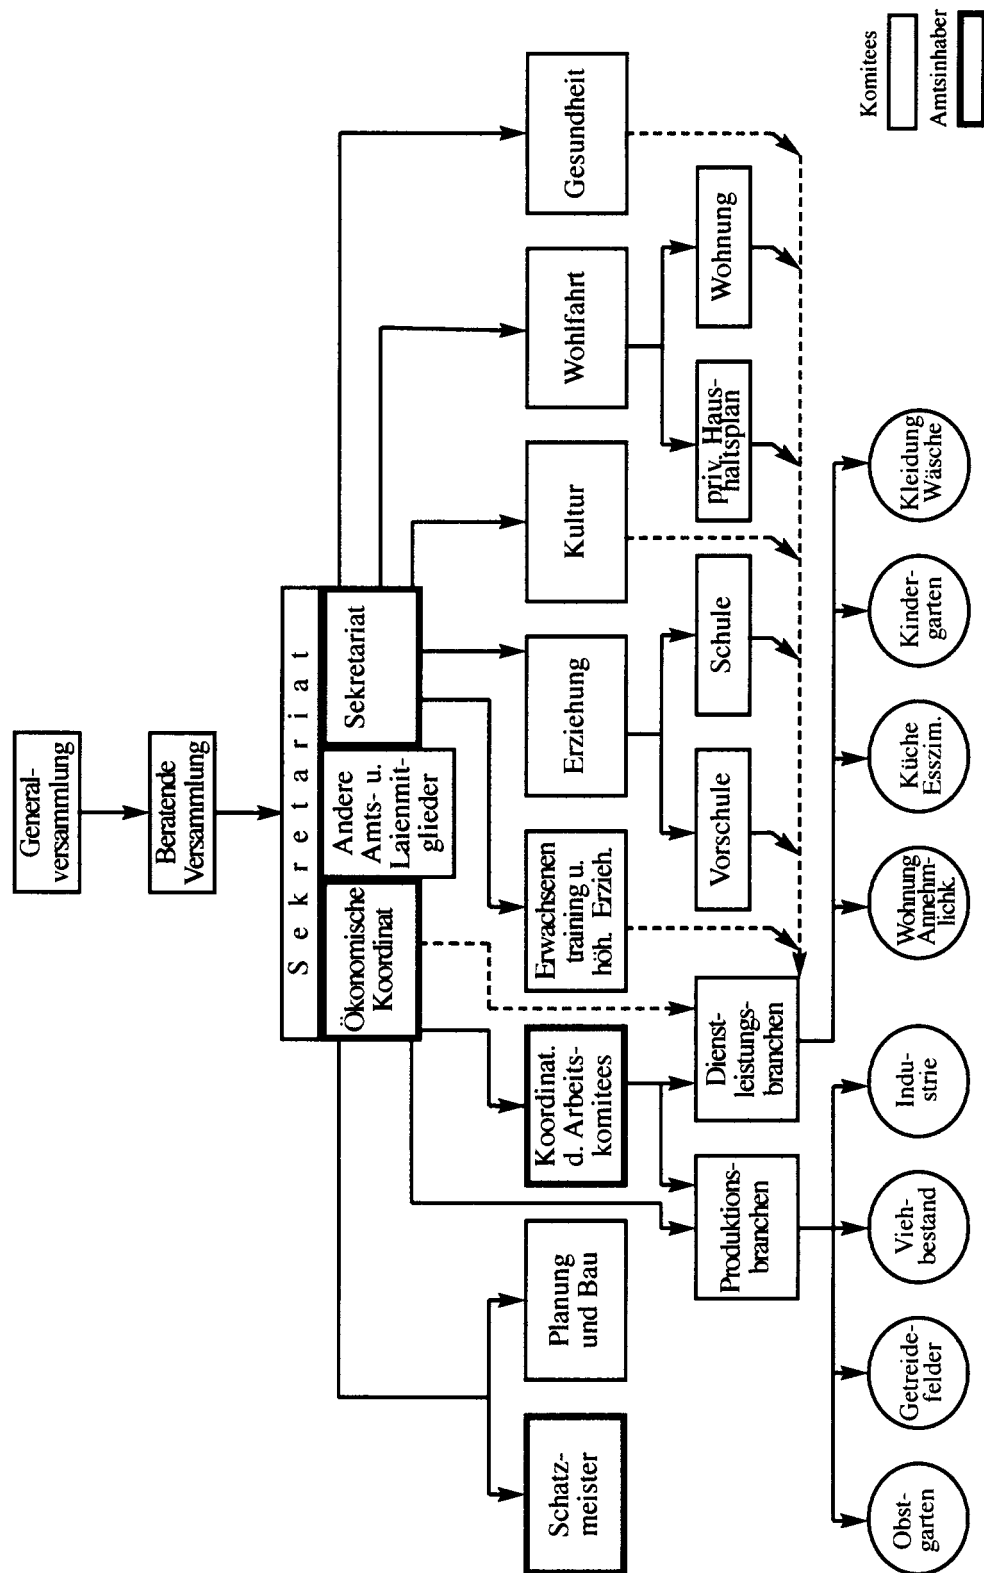 General-
versammlung
Beratende
Versammlung
Sekretariat
Ökonomische
Koordinat
Andere
Amts- u.
Laienmit-
glieder
Sekretariat
Schatz-
meister
Planung
und Bau
Koordinat.
d. Arbeits-
komitees
Erwachsenen
training u.
höh. Erzieh.
Erziehung
Kultur
Wohlfahrt
Gesundheit
Produktions-
branchen
Dienst-
leistungs-
branchen
Vorschule
Schule
priv. Haus-
haltsplan
Wohnung
Obst-
garten
Getreide-
felder
Vieh-
bestand
Indu-
strie
Wohnung
Annehm-
lichk.
Küche
Esszim.
Kinder-
garten
Kleidung
Wäsche
Komitees
Amtsinhaber